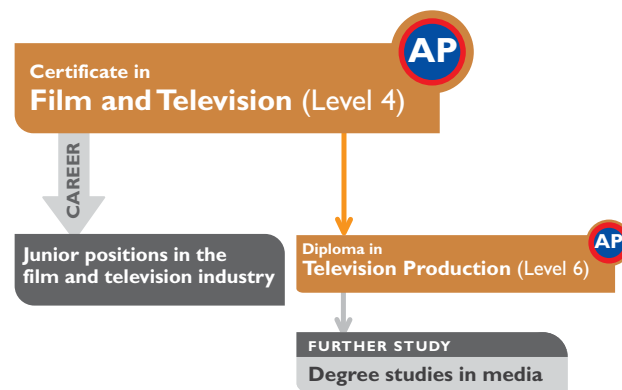 AP
Certificate in
Film and Television (Level 4)
CAREER
Junior positions in the
film and television industry
AP
Diploma in
Television Production (Level 6)
FURTHER STUDY
Degree studies in media